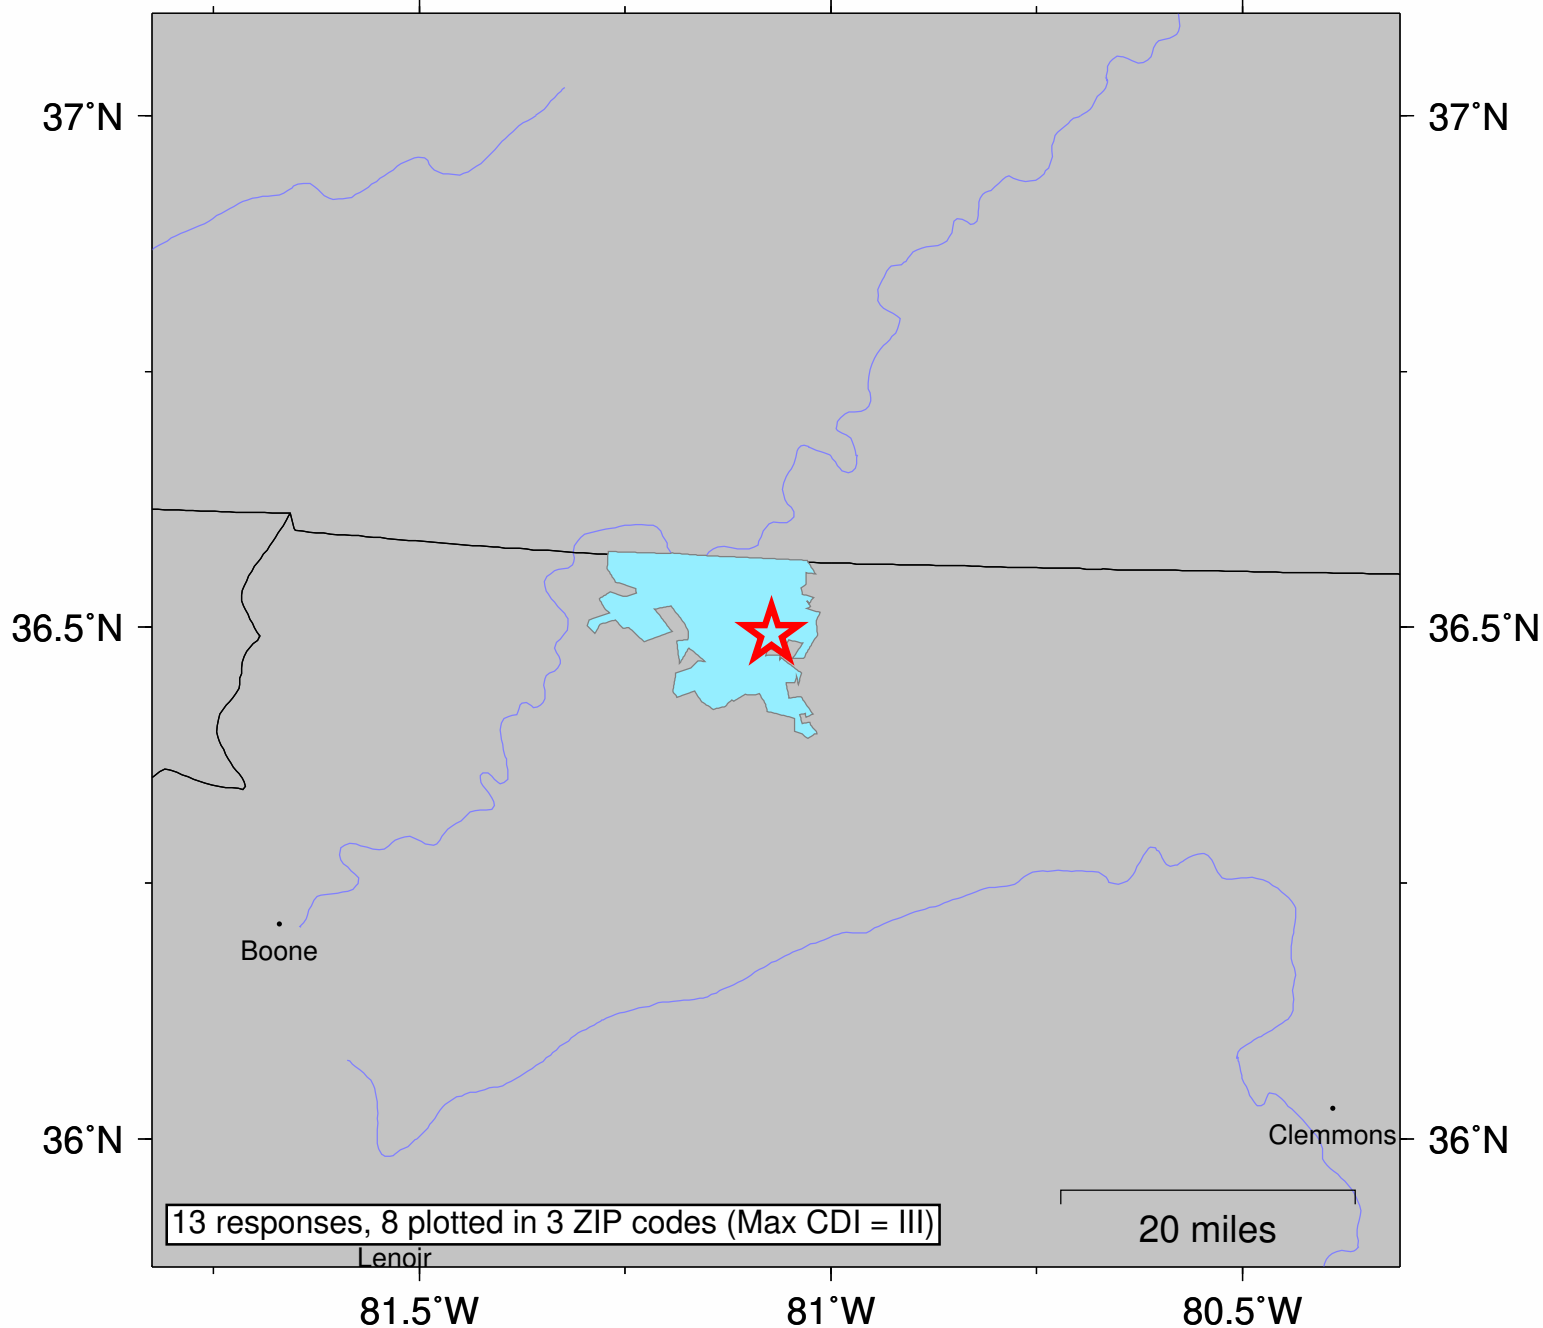 37˚N
37˚N
36.5˚N
36.5˚N
Boone
36˚N
Clemmons
36˚N
13 responses, 8 plotted in 3 ZIP codes (Max CDI = III)
20 miles
Lenoir
81.5˚W
81˚W
80.5˚W